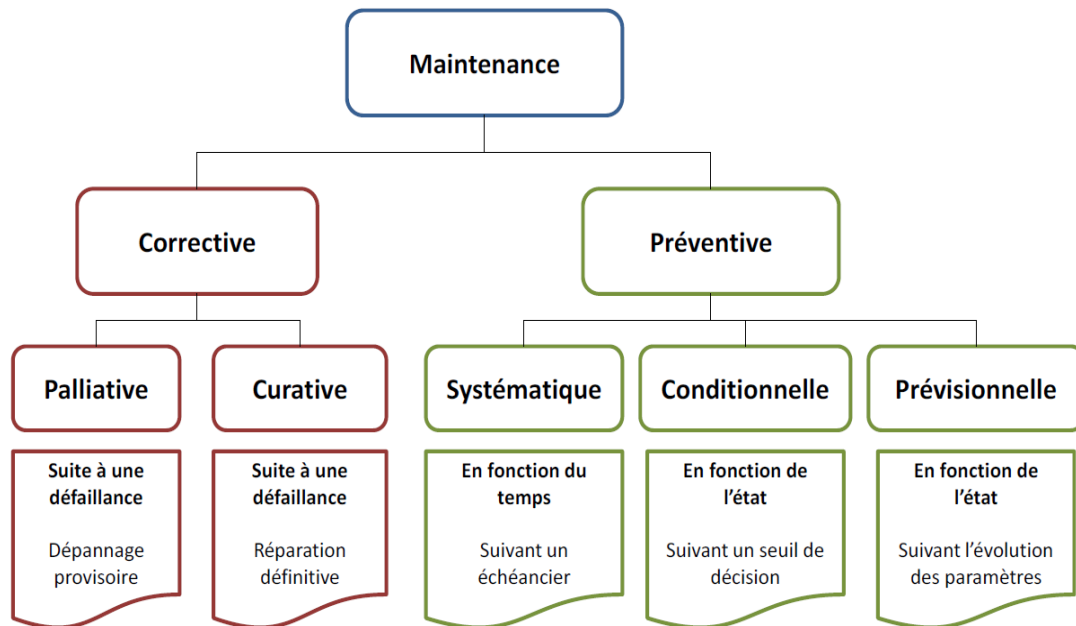 Maintenance
Corrective
Préventive
Palliative
Curative
Systématique
Conditionnelle
Prévisionnelle
Suite à une
défaillance
Dépannage
provisoire
Suite à une
défaillance
Réparation
définitive
En fonction du
temps
Suivant un
échéancier
En fonction de
l’état
Suivant un seuil de
décision
En fonction de
l’état
Suivant l’évolution
des paramètres